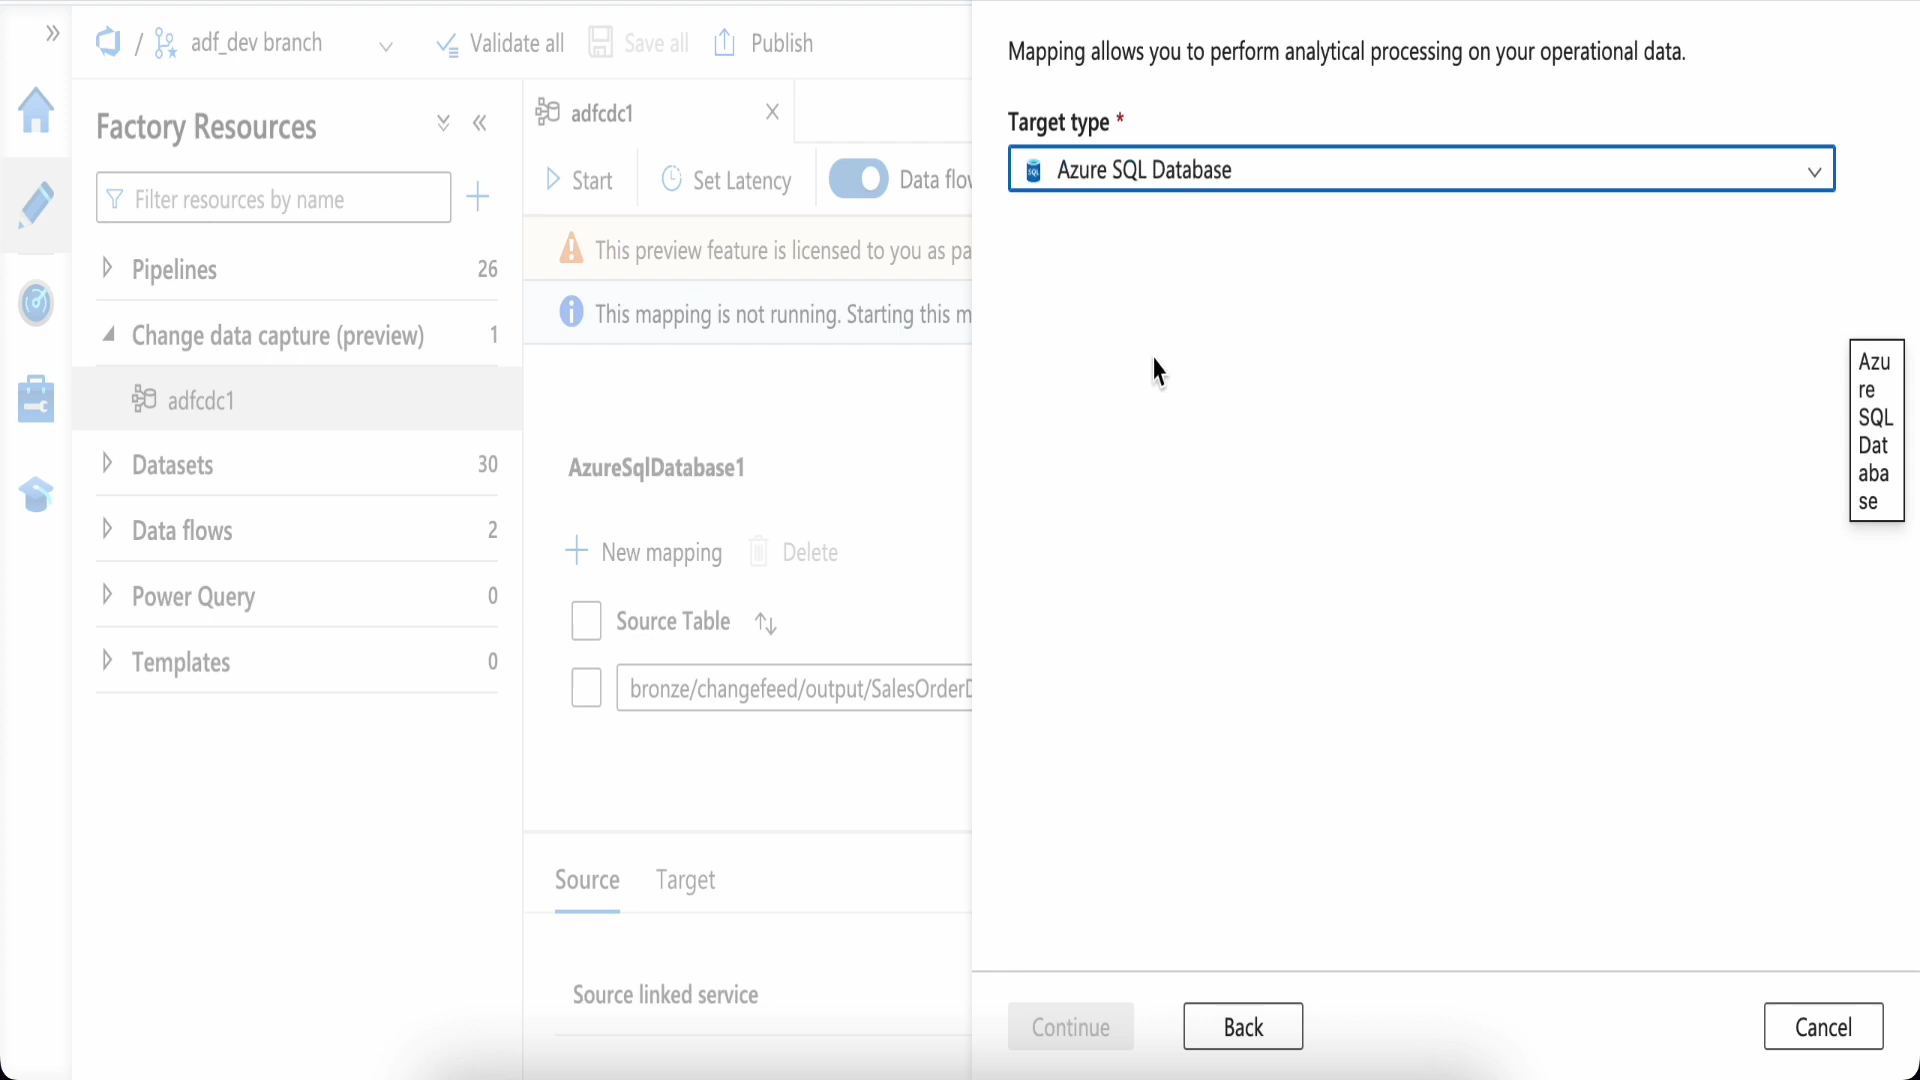 / adf_dev branch
Validate all
Save all
Publish
Factory Resources
Filter resources by name
Pipelines 26
Change data capture (preview) 1
adfcdc1
Datasets 30
Data flows 2
Power Query 0
Templates 0
adfcdc1
Start
Set Latency
Data flow
This preview feature is licensed to you as pa
This mapping is not running. Starting this m
AzureSqlDatabase1
New mapping
Delete
Source Table
bronze/changefeed/output/SalesOrderD
Source
Target
Source linked service
Mapping allows you to perform analytical processing on your operational data.
Target type *
SQL
Azure SQL Database
Azu
re
SQL
Dat
aba
se
Continue
Back
Cancel